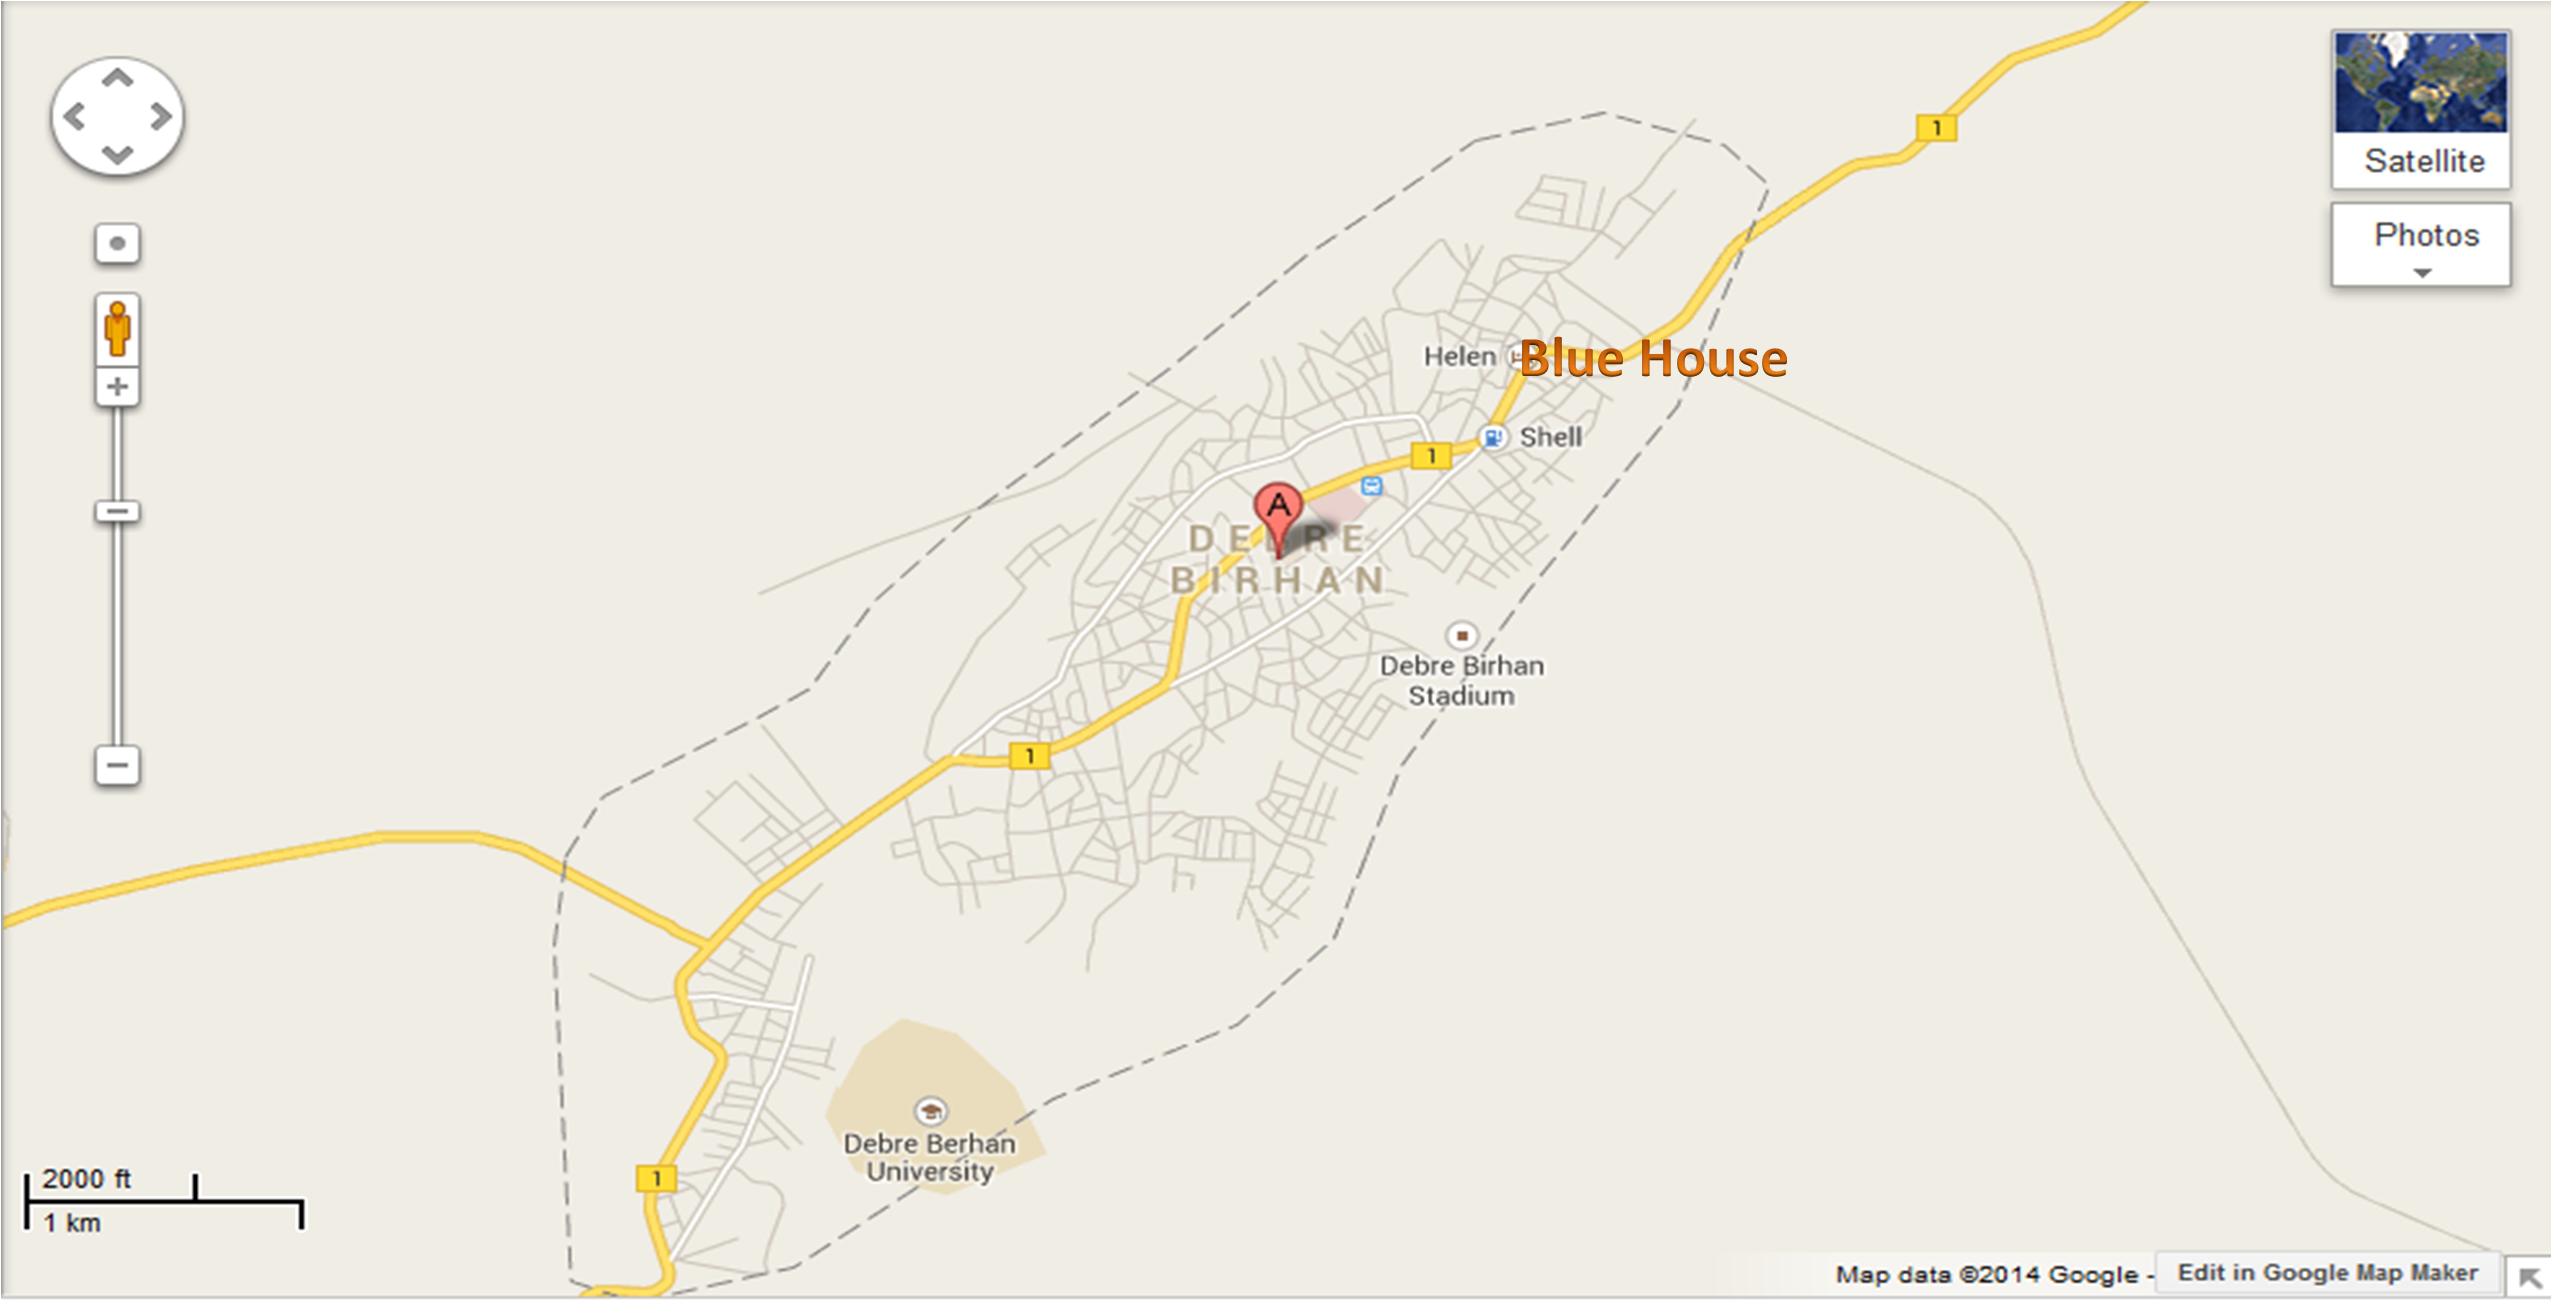 1
Satellite
Photos
Helen
Blue House
Shell
1
A
DEBRE
BIRHAN
Debre Birhan
Stadium
1
Debre Berhan
University
1
2000 ft
1 km
Map data ©2014 Google -
Edit in Google Map Maker